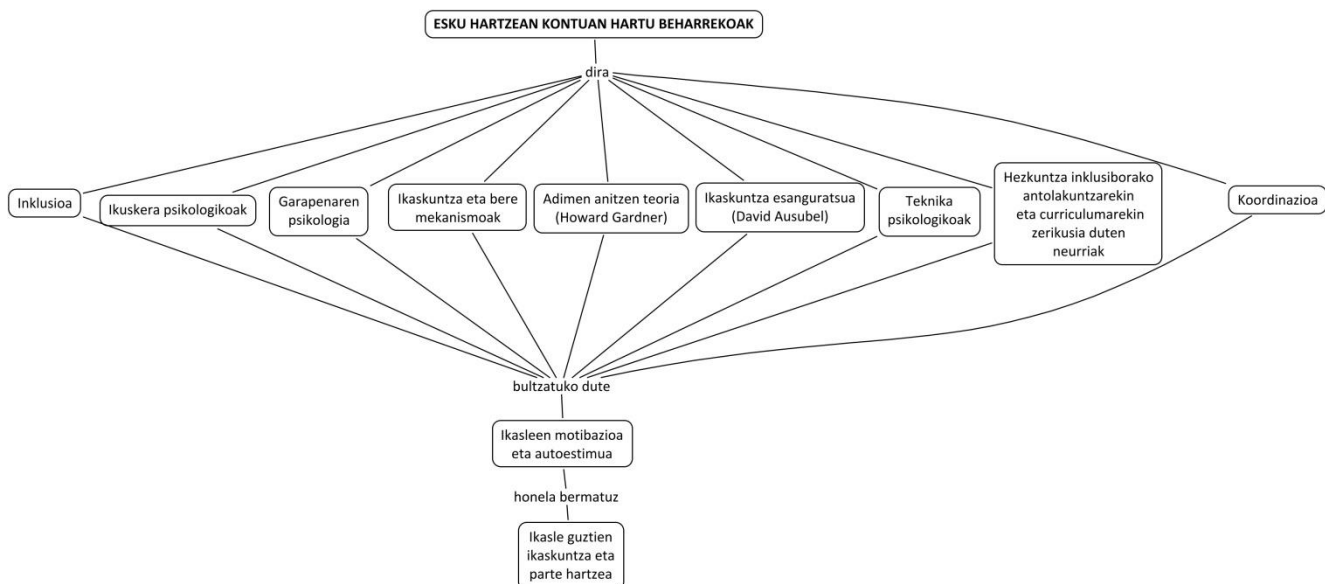 ESKU HARTZEAN KONTUAN HARTU BEHARREKOAK
dira
Inklusioa
Ikuskera psikologikoak
Garapenaren
psikologia
Ikaskuntza eta bere
mekanismoak
Adimen anitzen teoria
(Howard Gardner)
Ikaskuntza esanguratsua
(David Ausubel)
Teknika
psikologikoak
Hezkuntza inklusiborako
antolakuntzarekin
eta curriculumarekin
zerikusia duten
neurriak
Koordinazioa
bultzatuko dute
Ikasleen motibazioa
eta autoestimua
honela bermatuz
Ikasle guztien
ikaskuntza eta
parte hartzea